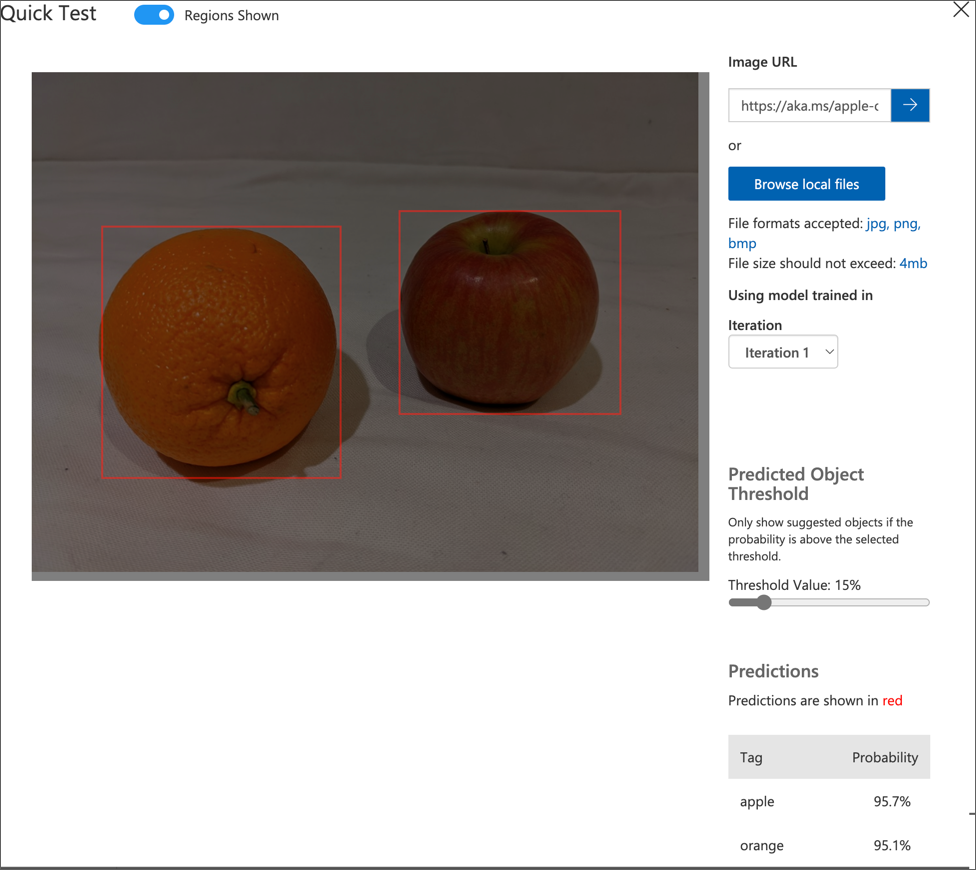 Quick Test
Regions Shown
Image URL
https://aka.ms/apple-c
or
Browse local files
File formats accepted: jpg, png,
bmp
File size should not exceed: 4mb
Using model trained in
Iteration
Iteration 1
Predicted Object
Threshold
Only show suggested objects if the
probability is above the selected
threshold.
Threshold Value: 15%
Predictions
Predictions are shown in red
Tag Probability
apple 95.7%
orange 95.1%